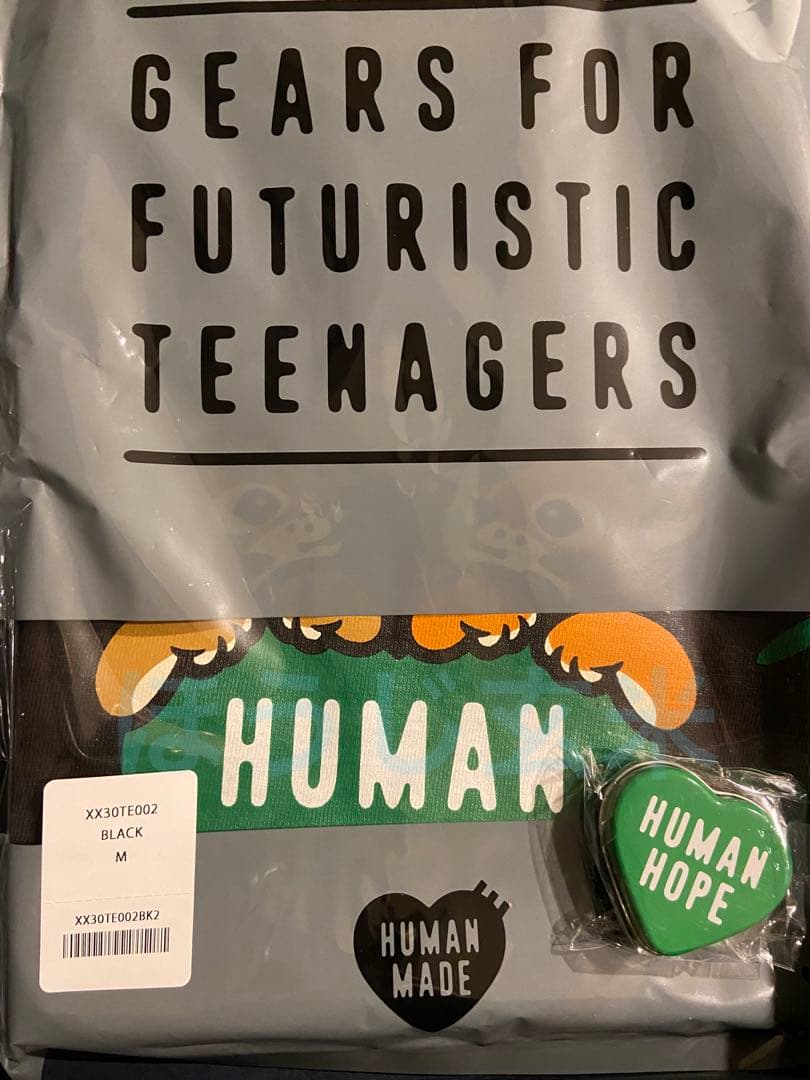 GEARS FOR
FUTURISTIC
TEENAGERS
HUMAN
XX30TE002
BLACK
M
XX30TE002BK2
HUMAN
HOPE
HUMAN
MADE